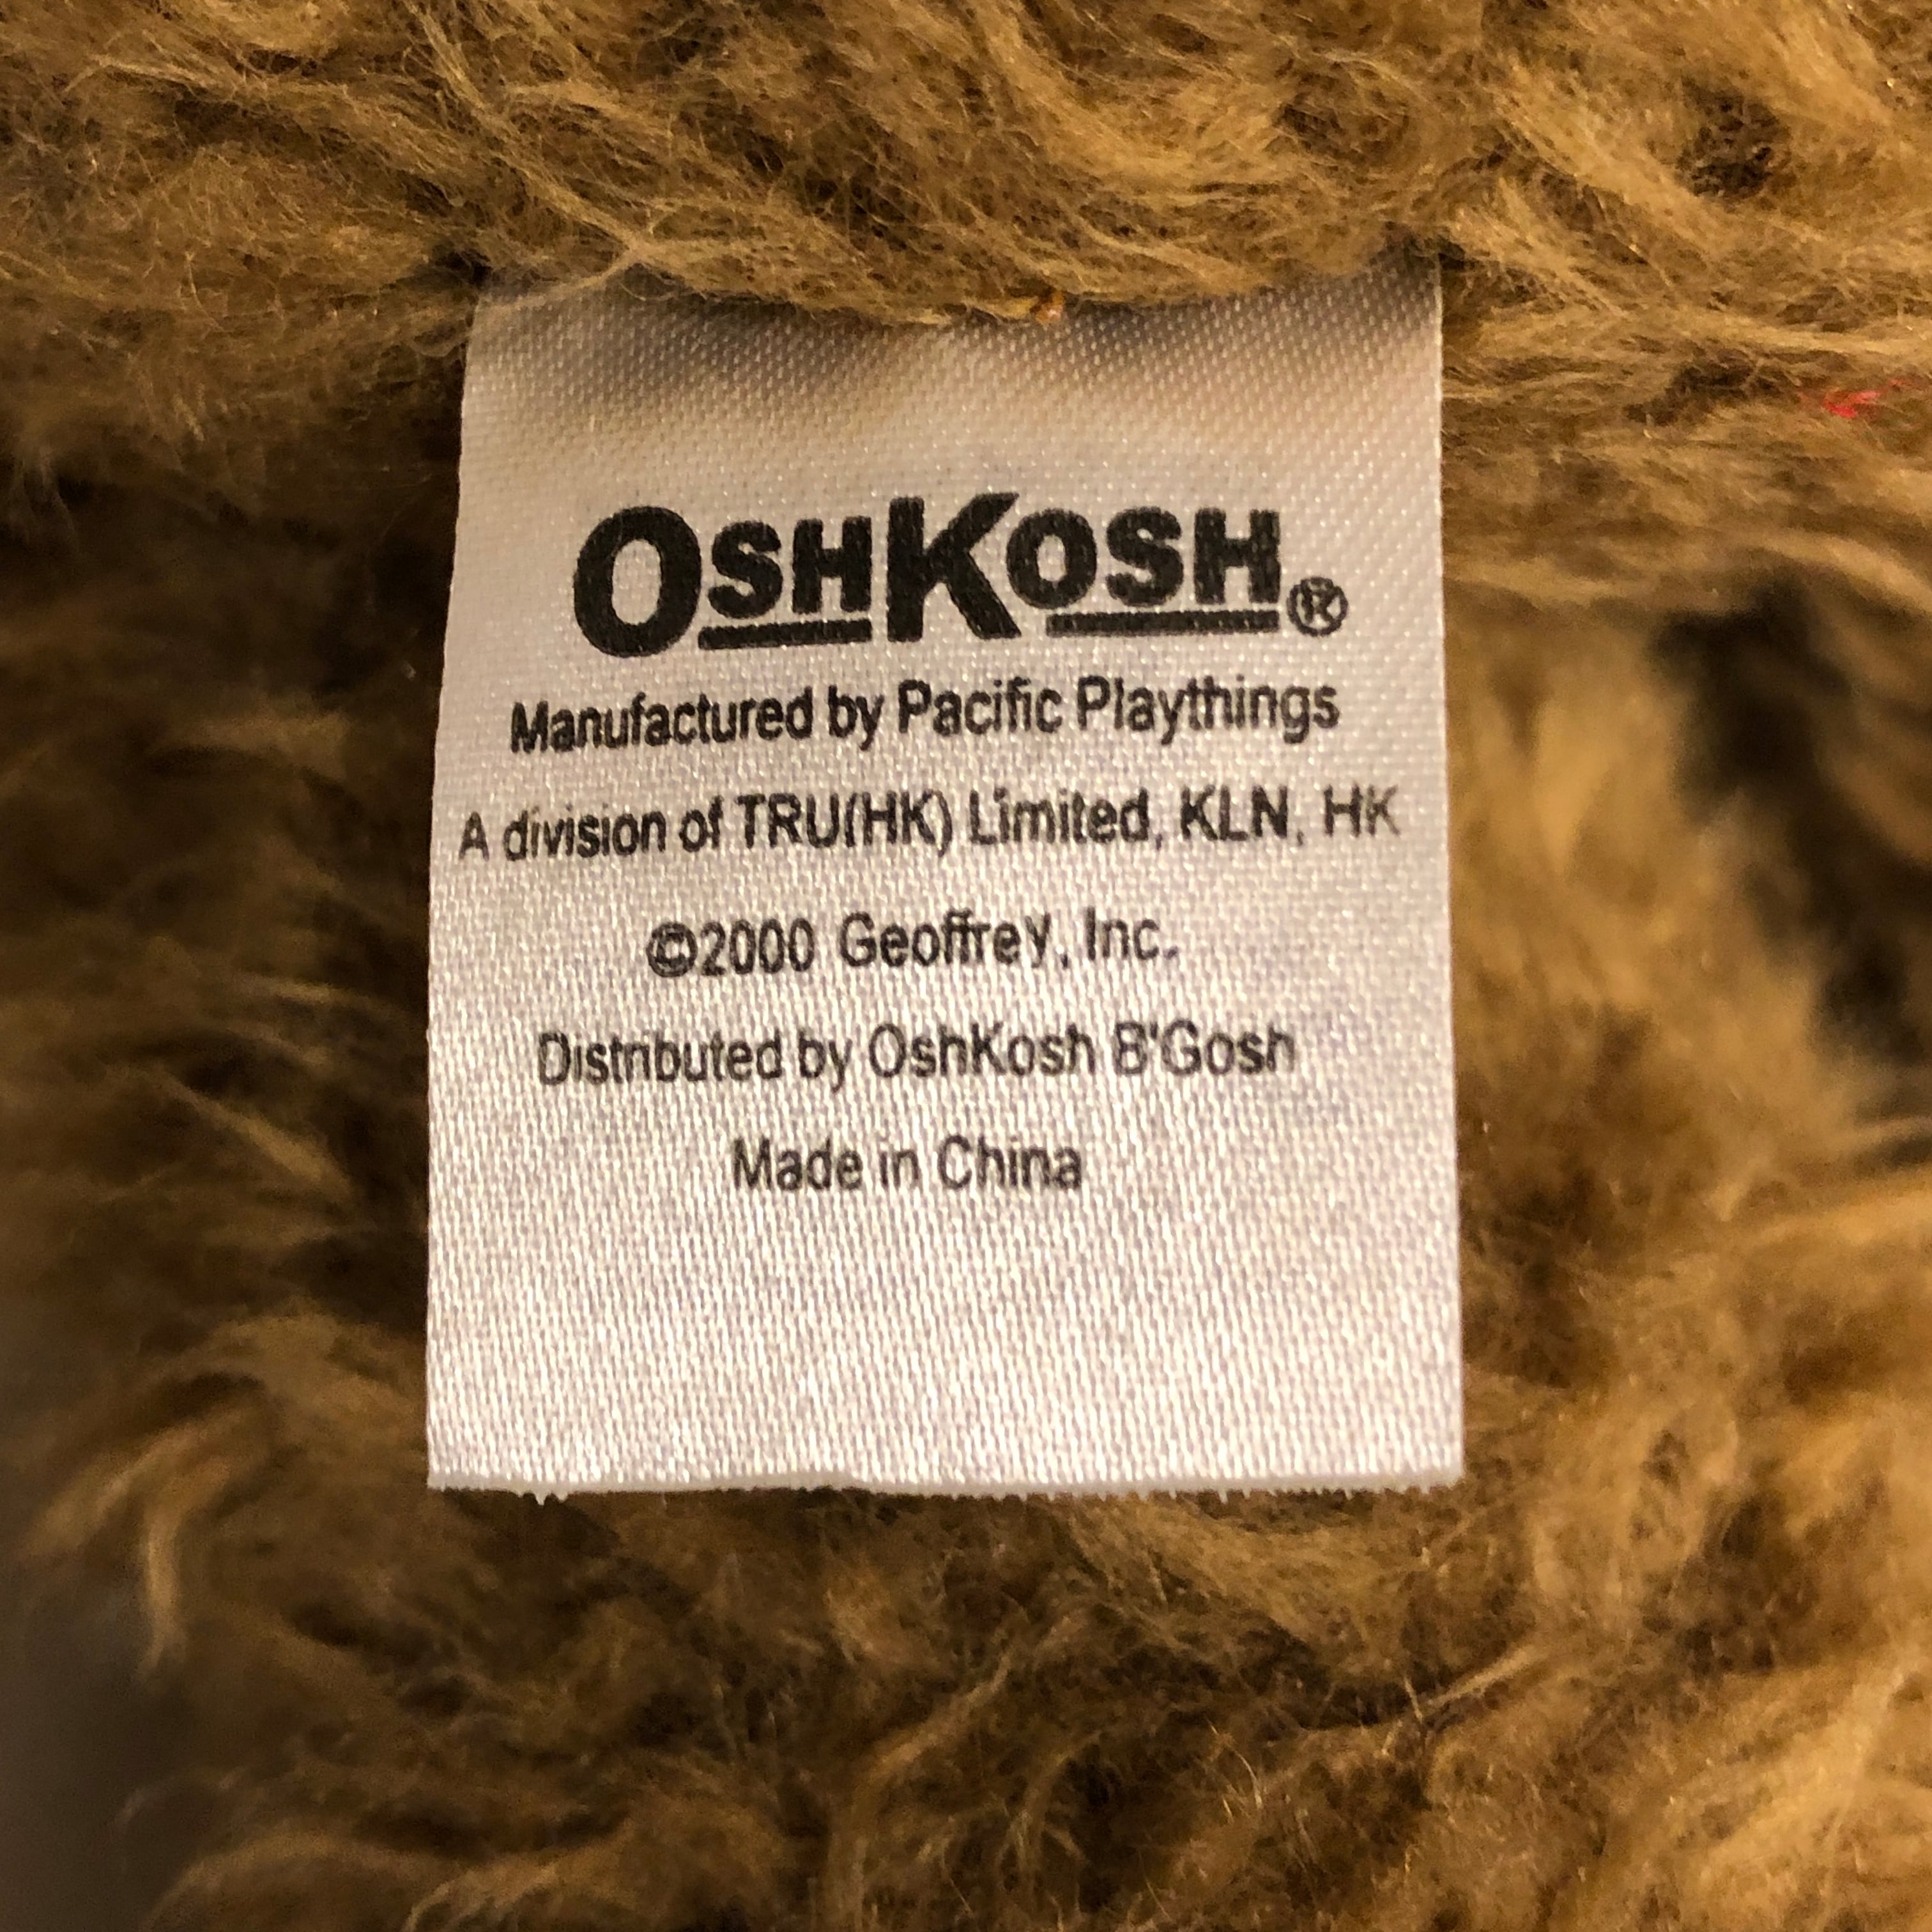 OSHKOSH®
Manufactured by Pacific Playthings
A division of TRU(HK) Limited, KLN, HK
©2000 Geoffrey, Inc.
Distributed by OshKosh B'Gosh
Made in China